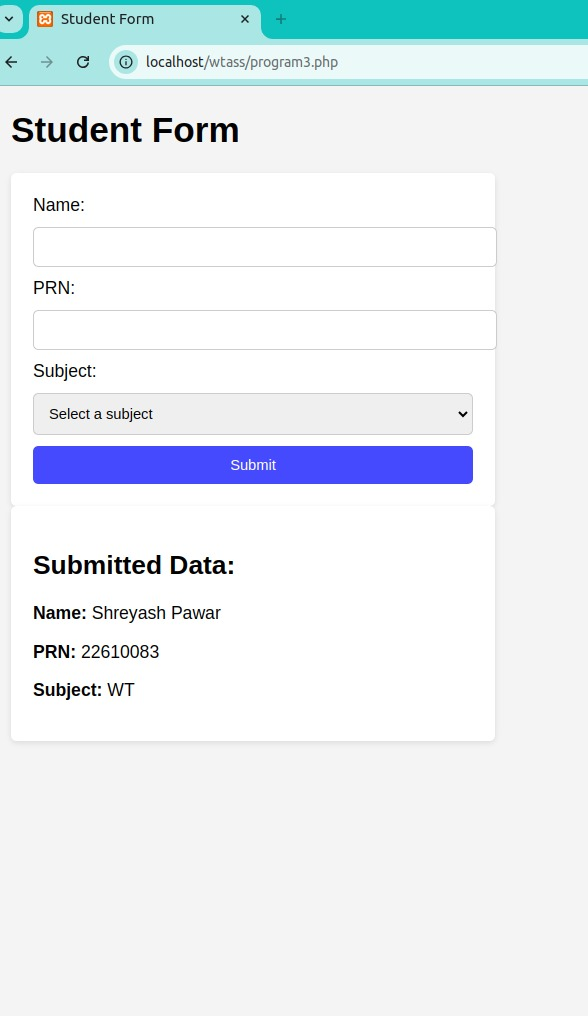 Student Form
localhost/wtass/program3.php
Student Form
Name:
PRN:
Subject:
Select a subject
Submit
Submitted Data:
Name: Shreyash Pawar
PRN: 22610083
Subject: WT